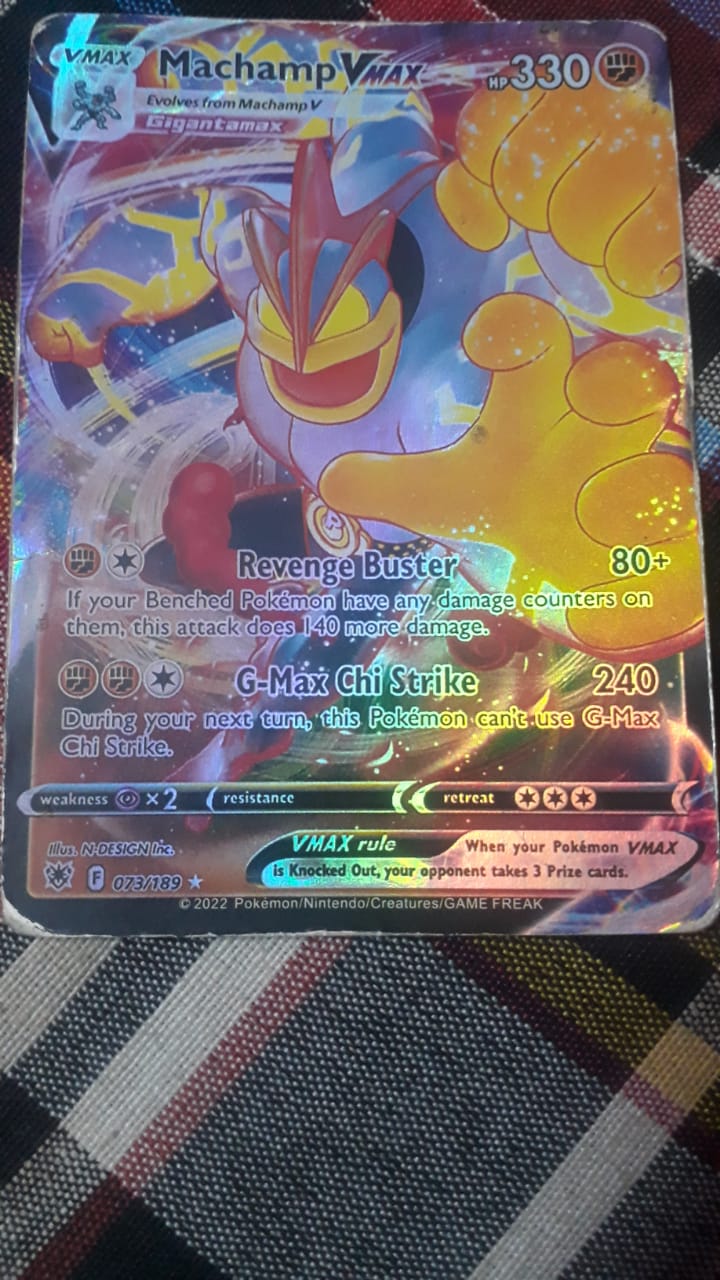 VMAX Machamp VMAX HP 330
Evolves from Machamp V
Gigantamax
Revenge Buster 80+
If your Benched Pokémon have any damage counters on
them, this attack does 140 more damage.
G-Max Chi Strike 240
During your next turn, this Pokémon can't use G-Max
Chi Strike.
weakness ×2 resistance retreat
Illus. N-DESIGN Inc. VMAX rule When your Pokémon VMAX
is Knocked Out, your opponent takes 3 Prize cards.
F 073/189 ★
© 2022 Pokémon/Nintendo/Creatures/GAME FREAK